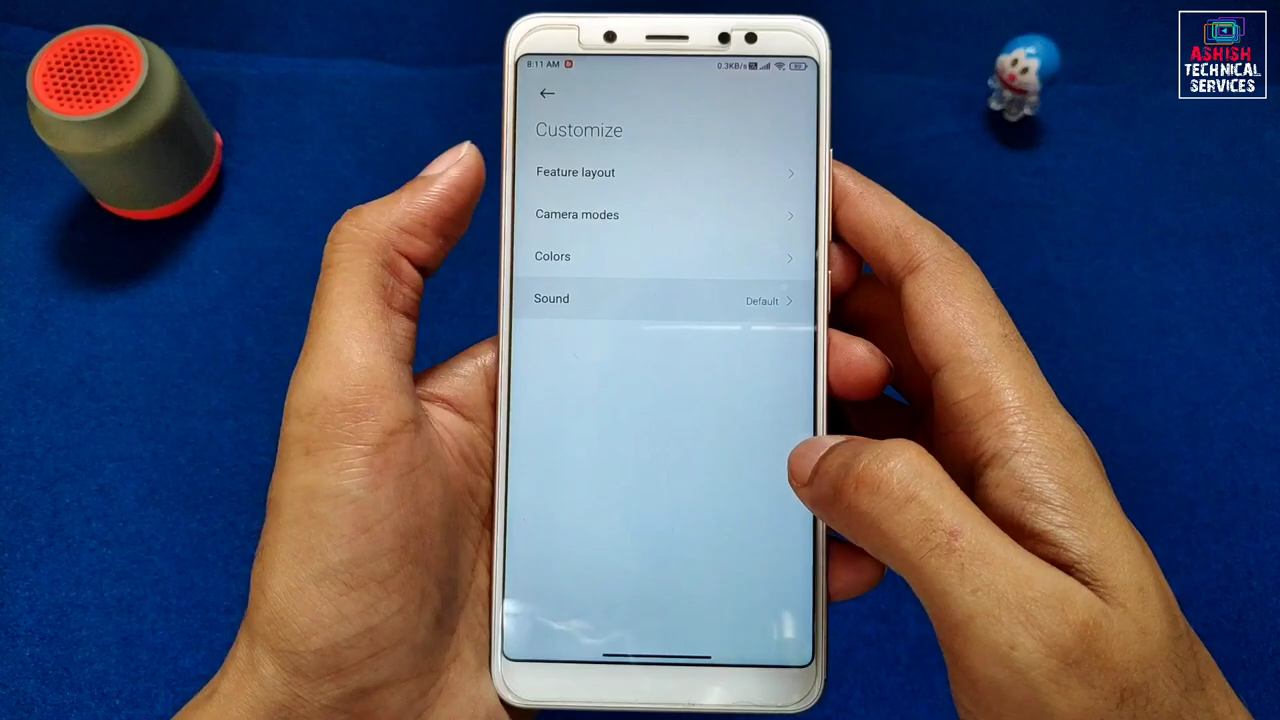 8:11 AM 0.3KB/s
Customize
Feature layout
Camera modes
Colors
Sound Default
ASHISH
TECHNICAL
SERVICES